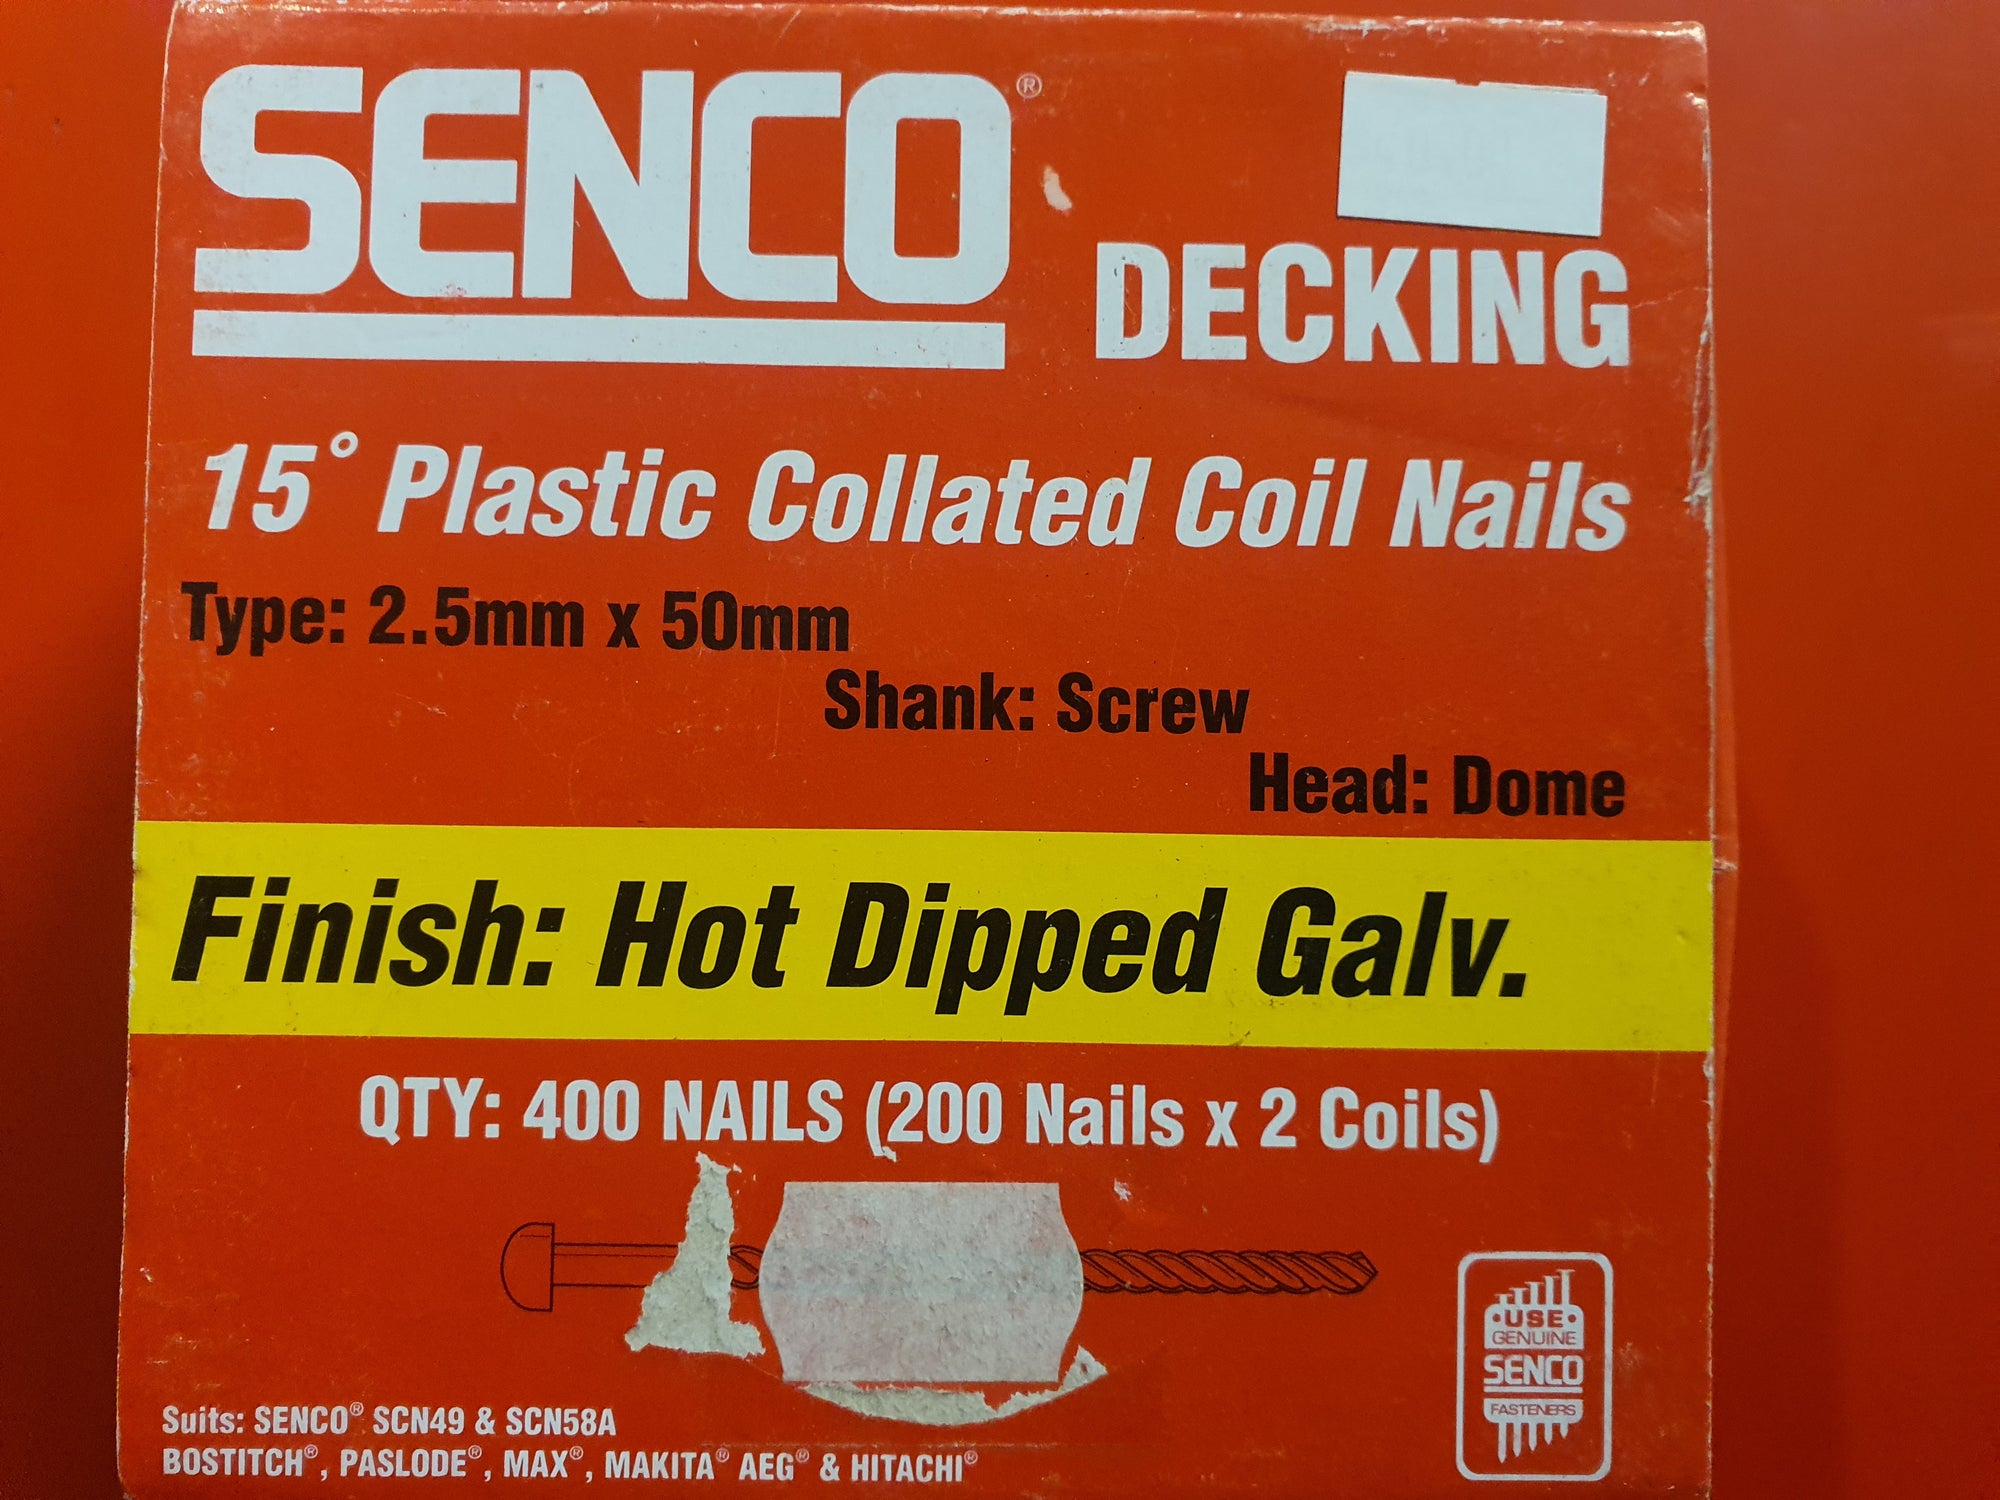 SENCO®
DECKING
15° Plastic Collated Coil Nails
Type: 2.5mm x 50mm
Shank: Screw
Head: Dome
Finish: Hot Dipped Galv.
QTY: 400 NAILS (200 Nails x 2 Coils)
Suits: SENCO® SCN49 & SCN58A
BOSTITCH®, PASLODE®, MAX®, MAKITA® AEG® & HITACHI®
•USE•
GENUINE
SENCO
FASTENERS